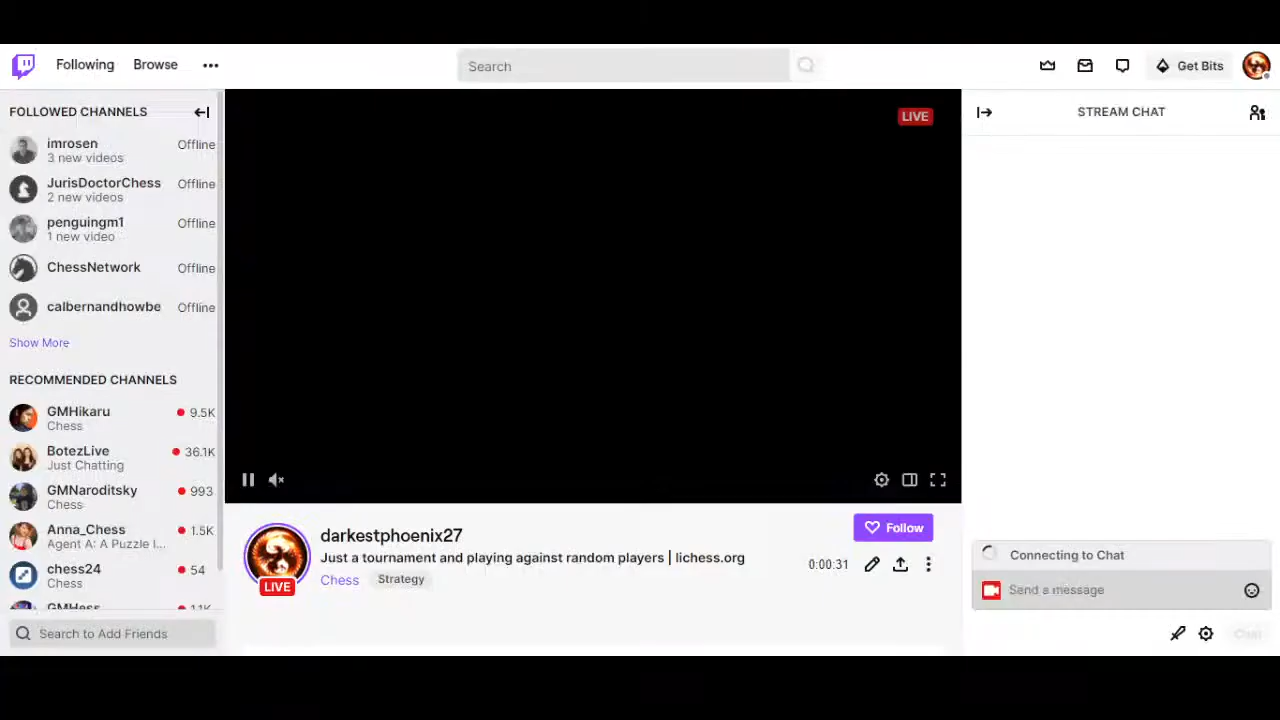 Following
Browse
Search
Get Bits
FOLLOWED CHANNELS
imrosen
Offline
3 new videos
JurisDoctorChess
Offline
2 new videos
penguingm1
Offline
1 new video
ChessNetwork
Offline
calbernandhowbe
Offline
Show More
RECOMMENDED CHANNELS
GMHikaru
9.5K
Chess
BotezLive
36.1K
Just Chatting
GMNaroditsky
993
Chess
Anna_Chess
1.5K
Agent A: A Puzzle I...
chess24
54
Chess
GMHess
1.1K
Search to Add Friends
LIVE
darkestphoenix27
Follow
Just a tournament and playing against random players | lichess.org
0:00:31
Chess
Strategy
LIVE
STREAM CHAT
Connecting to Chat
Send a message
Chat